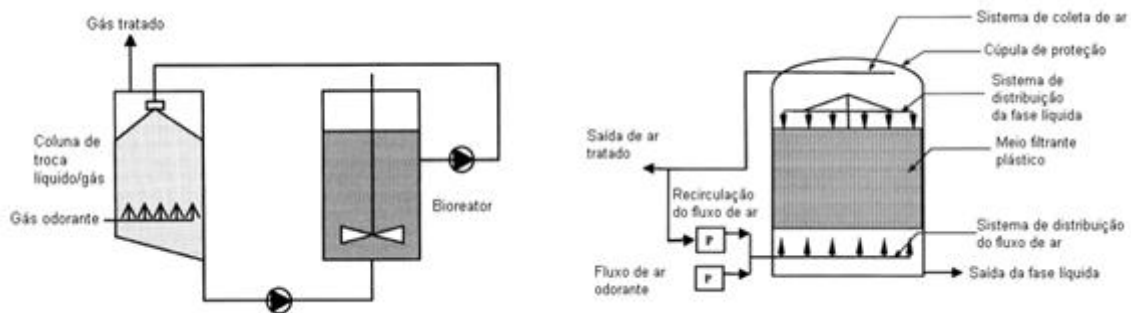 Gás tratado
Coluna de
troca
líquido/gás
Gás odorante
Bioreator
Sistema de coleta de ar
Cúpula de proteção
Sistema de
distribuição
da fase líquida
Saída de ar
tratado
Meio filtrante
plástico
Recirculação
do fluxo de ar
P
Sistema de distribuição
do fluxo de ar
Fluxo de ar
odorante
P
Saída da fase líquida